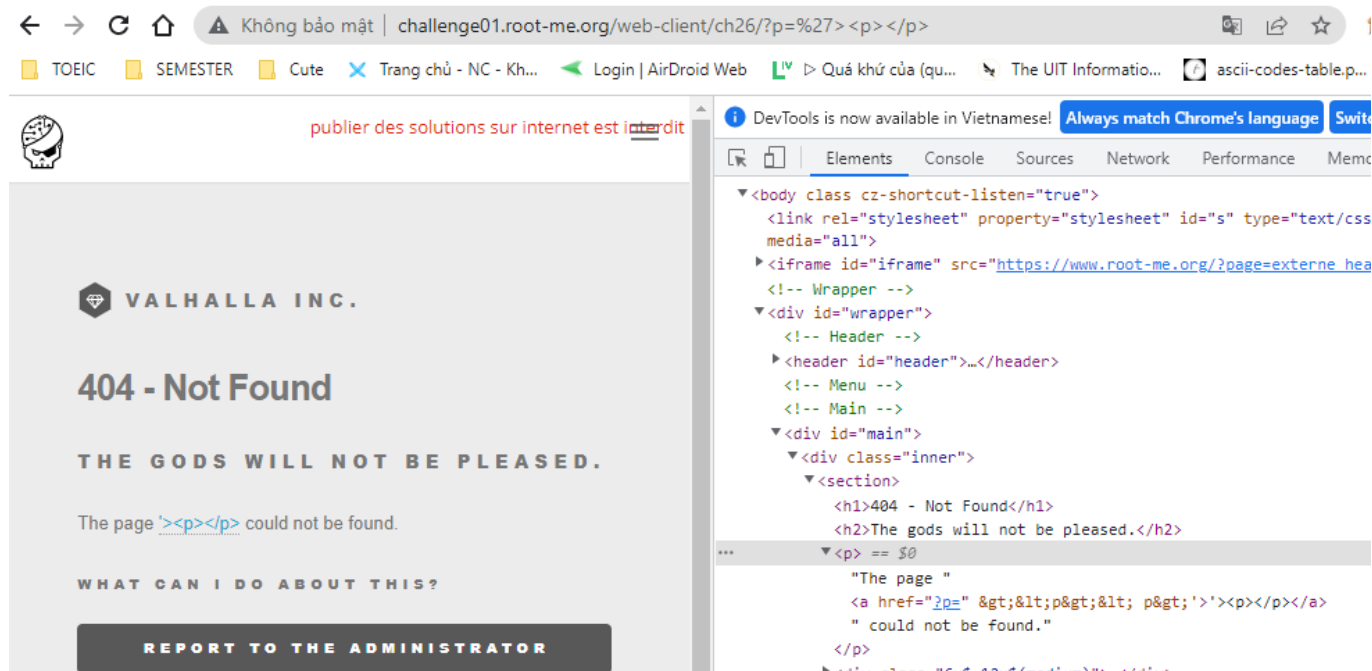 Không bảo mật | challenge01.root-me.org/web-client/ch26/?p=%27><p></p>
TOEIC SEMESTER Cute Trang chủ - NC - Kh... Login | AirDroid Web ▷ Quá khứ của (qu... The UIT Informatio... ascii-codes-table.p...
publier des solutions sur internet est interdit
VALHALLA INC.
404 - Not Found
THE GODS WILL NOT BE PLEASED.
The page '><p></p> could not be found.
WHAT CAN I DO ABOUT THIS?
REPORT TO THE ADMINISTRATOR
DevTools is now available in Vietnamese! Always match Chrome's language Switc
Elements Console Sources Network Performance Memo
<body class cz-shortcut-listen="true">
<link rel="stylesheet" property="stylesheet" id="s" type="text/css
media="all">
<iframe id="iframe" src="https://www.root-me.org/?page=externe_hea
<!-- Wrapper -->
<div id="wrapper">
<!-- Header -->
<header id="header">…</header>
<!-- Menu -->
<!-- Main -->
<div id="main">
<div class="inner">
<section>
<h1>404 - Not Found</h1>
<h2>The gods will not be pleased.</h2>
<p> == $0
"The page "
<a href="?p=" &gt;&lt;p&gt;&lt; p&gt;'>'><p></p></a>
" could not be found."
</p>